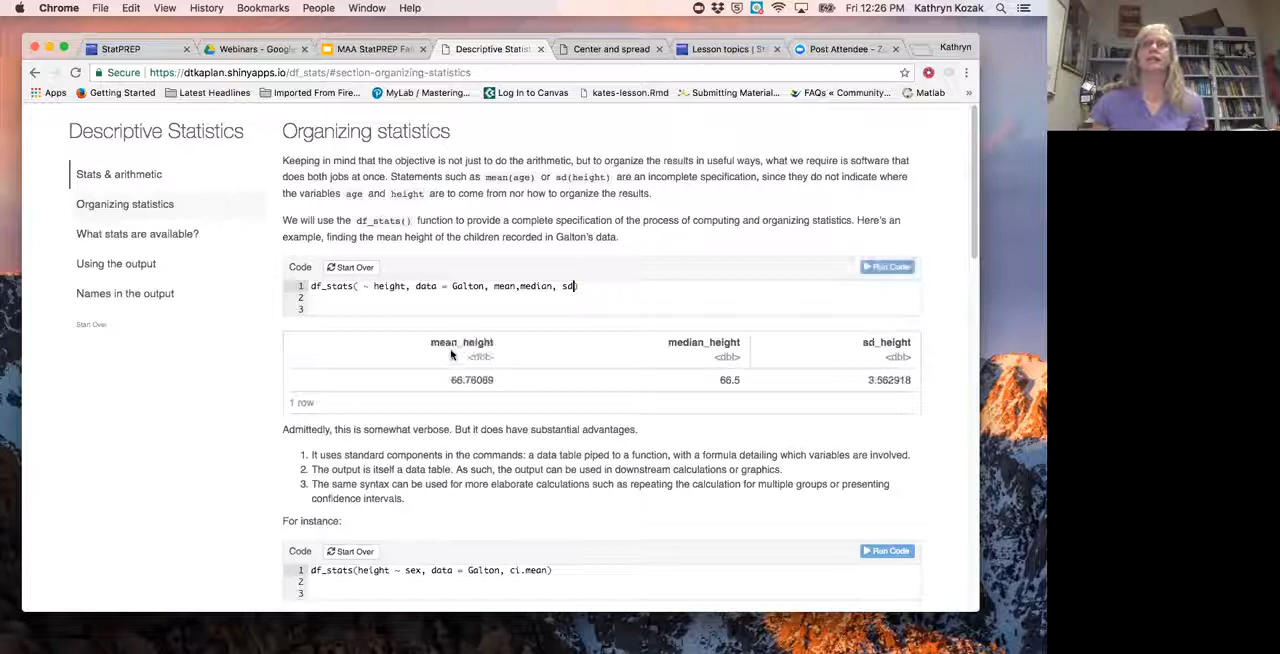 Chrome File Edit View History Bookmarks People Window Help Fri 12:26 PM Kathryn Kozak
StatPREP Webinars - Google MAA StatPREP Fal Descriptive Statist Center and spread Lesson topics | Sta Post Attendee - Z Kathryn
Secure https://dtkaplan.shinyapps.io/df_stats/#section-organizing-statistics
Apps Getting Started Latest Headlines Imported From Fire... MyLab / Mastering... Log In to Canvas kates-lesson.Rmd Submitting Material... FAQs « Community... Matlab »
Descriptive Statistics
Stats & arithmetic
Organizing statistics
What stats are available?
Using the output
Names in the output
Start Over
Organizing statistics
Keeping in mind that the objective is not just to do the arithmetic, but to organize the results in useful ways, what we require is software that
does both jobs at once. Statements such as mean(age) or sd(height) are an incomplete specification, since they do not indicate where
the variables age and height are to come from nor how to organize the results.
We will use the df_stats() function to provide a complete specification of the process of computing and organizing statistics. Here's an
example, finding the mean height of the children recorded in Galton's data.
Code Start Over Run Code
1 df_stats( ~ height, data = Galton, mean,median, sd)
2
3
mean_height median_height sd_height
<dbl> <dbl> <dbl>
66.76069 66.5 3.562918
1 row
Admittedly, this is somewhat verbose. But it does have substantial advantages.
1. It uses standard components in the commands: a data table piped to a function, with a formula detailing which variables are involved.
2. The output is itself a data table. As such, the output can be used in downstream calculations or graphics.
3. The same syntax can be used for more elaborate calculations such as repeating the calculation for multiple groups or presenting
confidence intervals.
For instance:
Code Start Over Run Code
1 df_stats(height ~ sex, data = Galton, ci.mean)
2
3